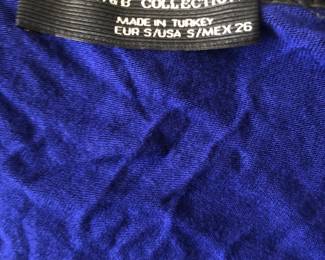 COLLECTION
MADE IN TURKEY
EUR S/USA S/MEX 26